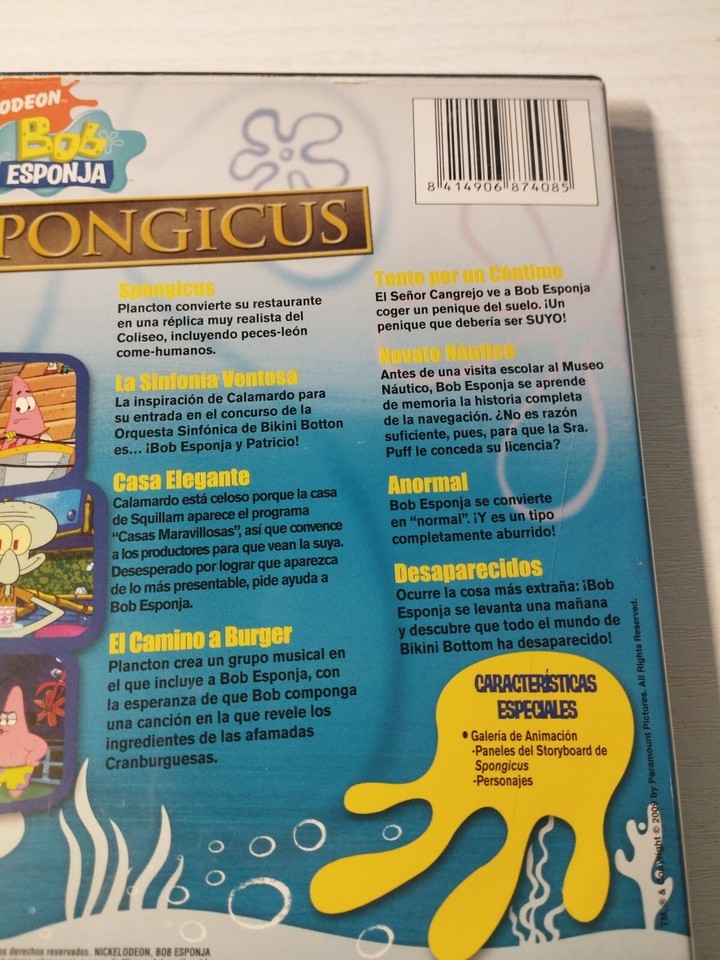 ODEON
Bob
ESPONJA
PONGICUS
8 414906 874085
Spongicus
Plancton convierte su restaurante
en una réplica muy realista del
Coliseo, incluyendo peces-león
come-humanos.
La Sinfonía Ventosa
La inspiración de Calamardo para
su entrada en el concurso de la
Orquesta Sinfónica de Bikini Botton
es... ¡Bob Esponja y Patricio!
Casa Elegante
Calamardo está celoso porque la casa
de Squillam aparece el programa
“Casas Maravillosas”, así que convence
a los productores para que vean la suya.
Desesperado por lograr que aparezca
de lo más presentable, pide ayuda a
Bob Esponja.
El Camino a Burger
Plancton crea un grupo musical en
el que incluye a Bob Esponja, con
la esperanza de que Bob componga
una canción en la que revele los
ingredientes de las afamadas
Cranburguesas.
Tonto por un Céntimo
El Señor Cangrejo ve a Bob Esponja
coger un penique del suelo. ¡Un
penique que debería ser SUYO!
Novato Náutico
Antes de una visita escolar al Museo
Náutico, Bob Esponja se aprende
de memoria la historia completa
de la navegación. ¿No es razón
suficiente, pues, para que la Sra.
Puff le conceda su licencia?
Anormal
Bob Esponja se convierte
en “normal”. ¡Y es un tipo
completamente aburrido!
Desaparecidos
Ocurre la cosa más extraña: ¡Bob
Esponja se levanta una mañana
y descubre que todo el mundo de
Bikini Bottom ha desaparecido!
CARACTERÍSTICAS
ESPECIALES
• Galería de Animación
-Paneles del Storyboard de
Spongicus
-Personajes
TM, ® & Copyright © 2009 by Paramount Pictures. All Rights Reserved.
os derechos reservados. NICKELODEON, BOB ESPONJA